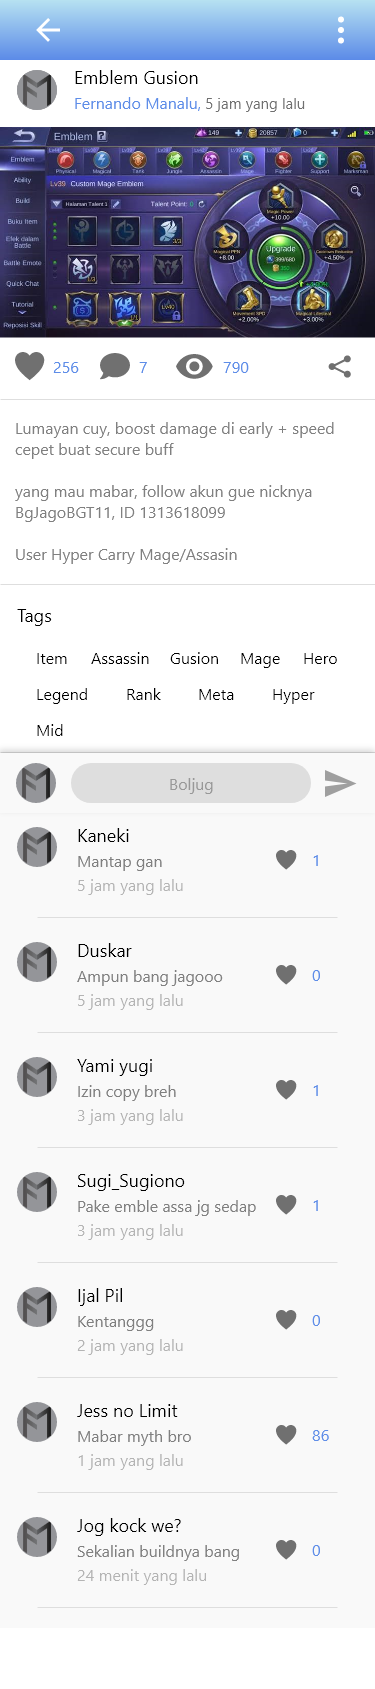 Emblem Gusion
Fernando Manalu, 5 jam yang lalu
Emblem
149
20857
0
Emblem
Ability
Build
Buku Item
Efek dalam
Battle
Battle Emote
Quick Chat
Tutorial
Reposisi Skill
Physical
Magical
Tank
Jungle
Assassin
Mage
Fighter
Support
Marksman
Lv39 Custom Mage Emblem
Halaman Talent 1
Talent Point: 0
3/3
1/3
Lv40
Magic Power
+10.00
Magical PEN
+8.00
Upgrade
399/680
+4.50%
Movement SPD
+2.00%
Magical Lifesteal
+3.00%
256
7
790
Lumayan cuy, boost damage di early + speed
cepet buat secure buff
yang mau mabar, follow akun gue nicknya
BgJagoBGT11, ID 1313618099
User Hyper Carry Mage/Assasin
Tags
Item Assassin Gusion Mage Hero
Legend Rank Meta Hyper
Mid
Boljug
Kaneki
Mantap gan
1
5 jam yang lalu
Duskar
Ampun bang jagooo
0
5 jam yang lalu
Yami yugi
Izin copy breh
1
3 jam yang lalu
Sugi_Sugiono
Pake emble assa jg sedap
1
3 jam yang lalu
Ijal Pil
Kentanggg
0
2 jam yang lalu
Jess no Limit
Mabar myth bro
86
1 jam yang lalu
Jog kock we?
Sekalian buildnya bang
0
24 menit yang lalu